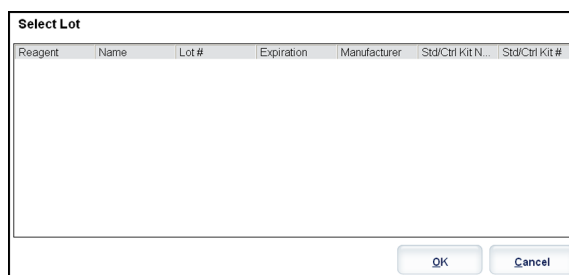 Select Lot
Reagent Name Lot # Expiration Manufacturer Std/Ctrl Kit N... Std/Ctrl Kit #
OK Cancel